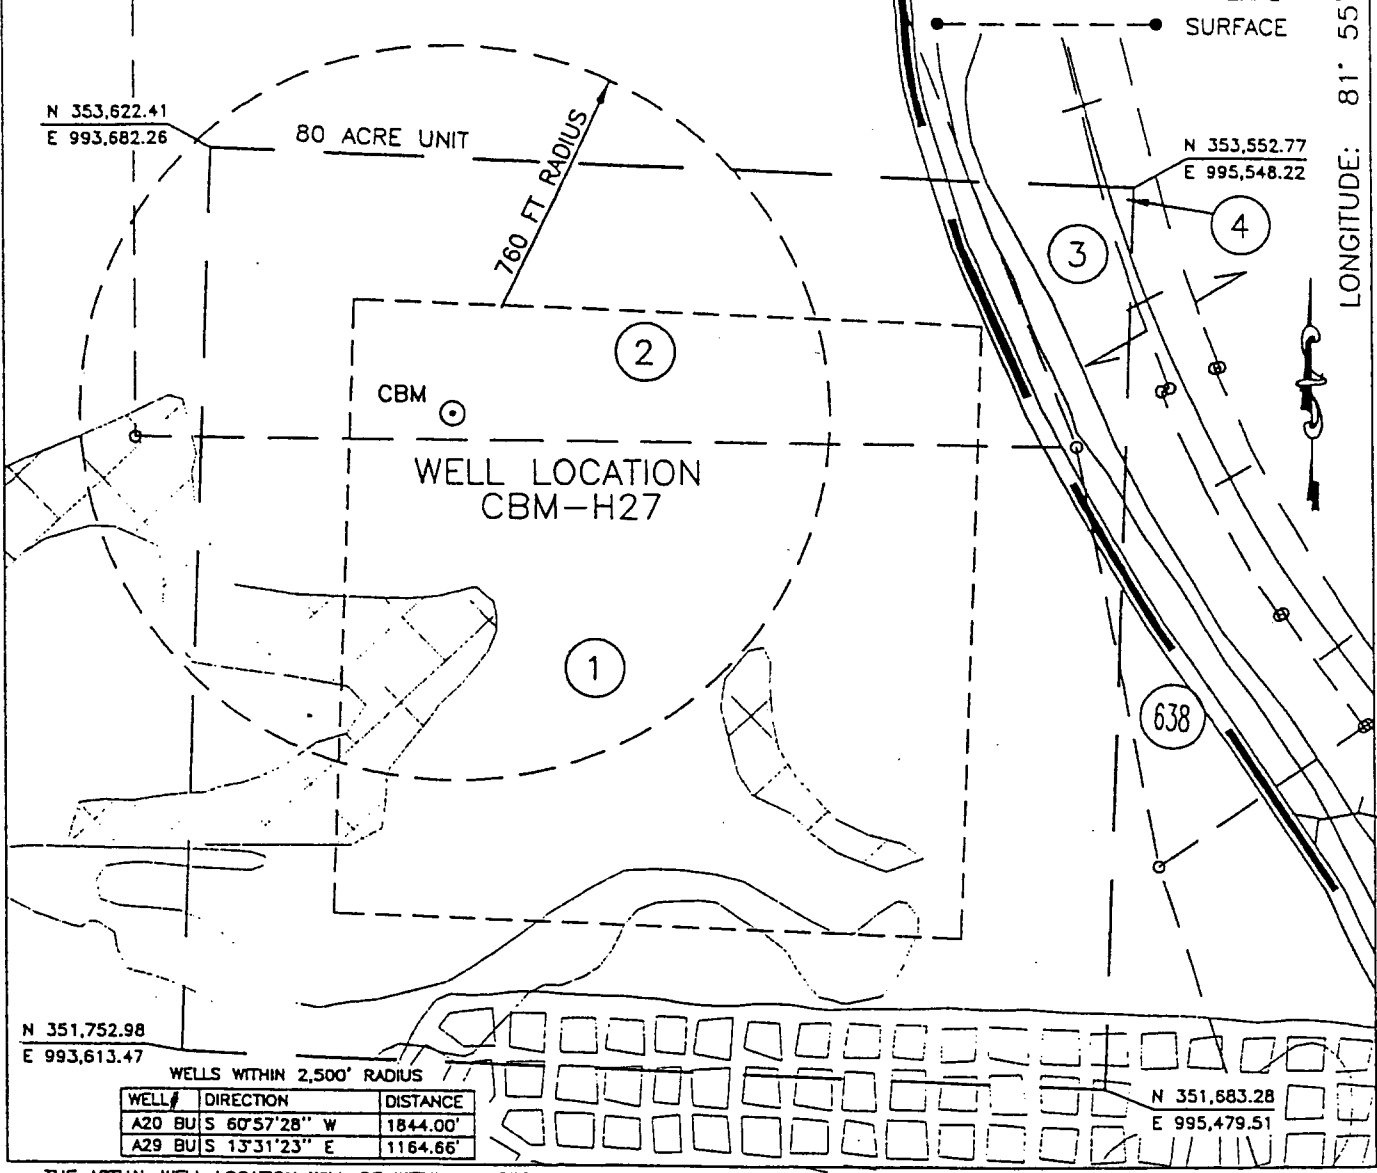 SURFACE
LONGITUDE: 81° 55'
N 353,622.41
E 993,682.26
80 ACRE UNIT
760 FT RADIUS
N 353,552.77
E 995,548.22
4
3
2
CBM
WELL LOCATION
CBM-H27
1
638
N 351,752.98
E 993,613.47
WELLS WITHIN 2,500' RADIUS
WELL# DIRECTION DISTANCE
A20 BU S 60°57'28" W 1844.00'
A29 BU S 13°31'23" E 1164.66'
N 351,683.28
E 995,479.51